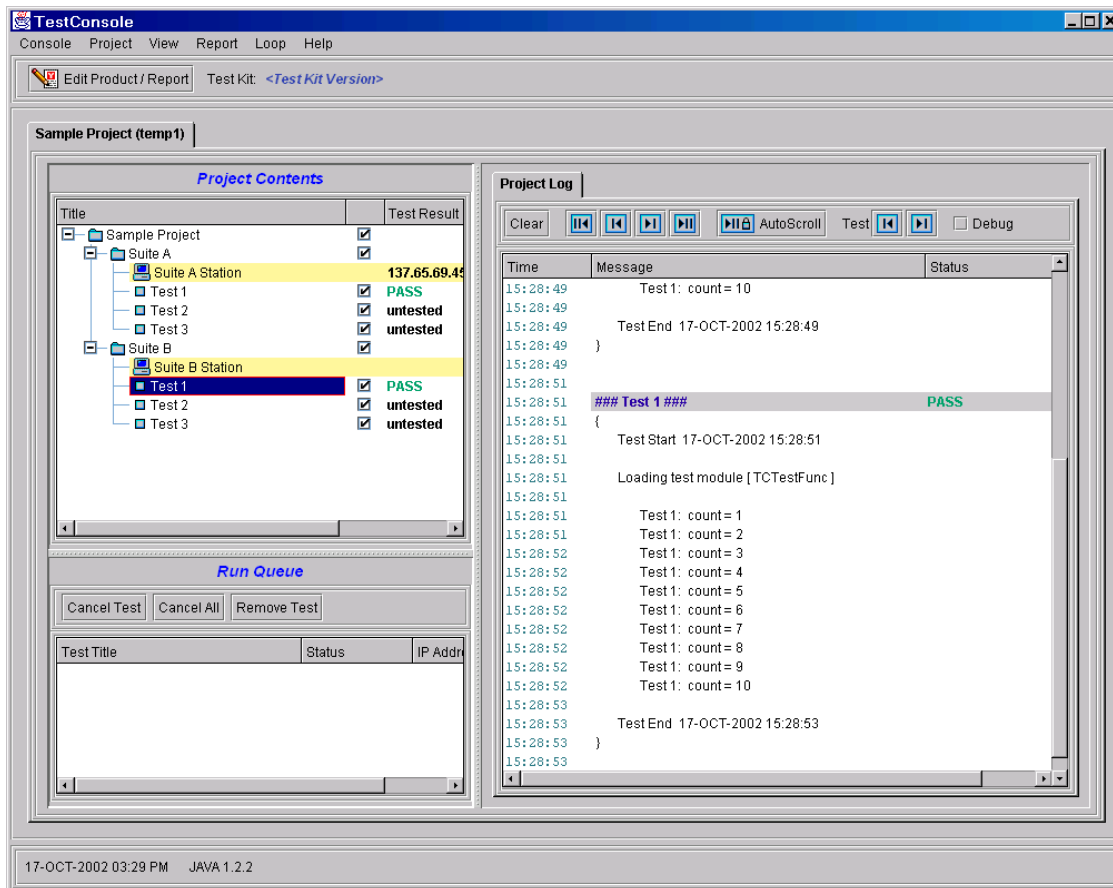 TestConsole
Console Project View Report Loop Help
Edit Product / Report Test Kit: <Test Kit Version>
Sample Project (temp1)
Project Contents
Title Test Result
Sample Project
Suite A
Suite A Station 137.65.69.45
Test 1 PASS
Test 2 untested
Test 3 untested
Suite B
Suite B Station
Test 1 PASS
Test 2 untested
Test 3 untested
Run Queue
Cancel Test Cancel All Remove Test
Test Title Status IP Addre
Project Log
Clear AutoScroll Test Debug
Time Message Status
15:28:49 Test 1: count = 10
15:28:49
15:28:49 Test End 17-OCT-2002 15:28:49
15:28:49 }
15:28:49
15:28:51
15:28:51 ### Test 1 ### PASS
15:28:51 {
15:28:51 Test Start 17-OCT-2002 15:28:51
15:28:51
15:28:51 Loading test module [ TCTestFunc ]
15:28:51
15:28:51 Test 1: count = 1
15:28:51 Test 1: count = 2
15:28:52 Test 1: count = 3
15:28:52 Test 1: count = 4
15:28:52 Test 1: count = 5
15:28:52 Test 1: count = 6
15:28:52 Test 1: count = 7
15:28:52 Test 1: count = 8
15:28:52 Test 1: count = 9
15:28:52 Test 1: count = 10
15:28:53
15:28:53 Test End 17-OCT-2002 15:28:53
15:28:53 }
15:28:53
17-OCT-2002 03:29 PM JAVA 1.2.2